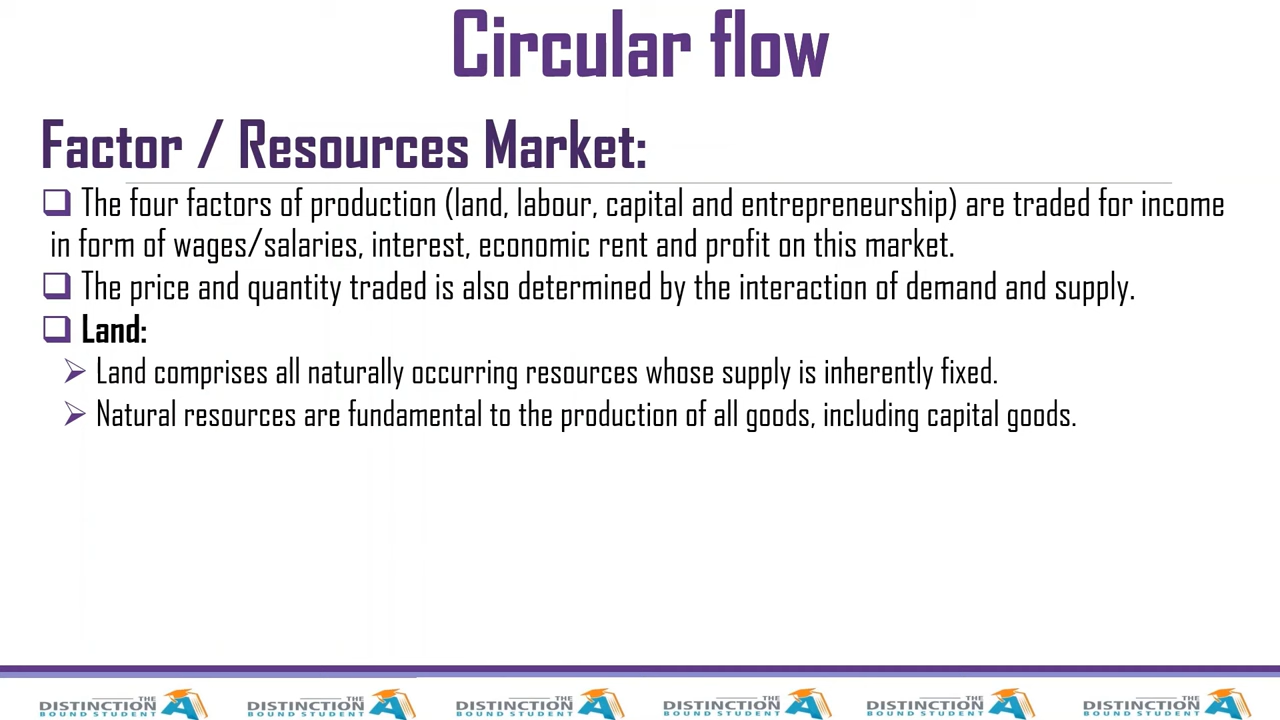 Circular flow
Factor / Resources Market:
The four factors of production (land, labour, capital and entrepreneurship) are traded for income
in form of wages/salaries, interest, economic rent and profit on this market.
The price and quantity traded is also determined by the interaction of demand and supply.
Land:
Land comprises all naturally occurring resources whose supply is inherently fixed.
Natural resources are fundamental to the production of all goods, including capital goods.
THE DISTINCTION BOUND STUDENT A
THE DISTINCTION BOUND STUDENT A
THE DISTINCTION BOUND STUDENT A
THE DISTINCTION BOUND STUDENT A
THE DISTINCTION BOUND STUDENT A
THE DISTINCTION BOUND STUDENT A